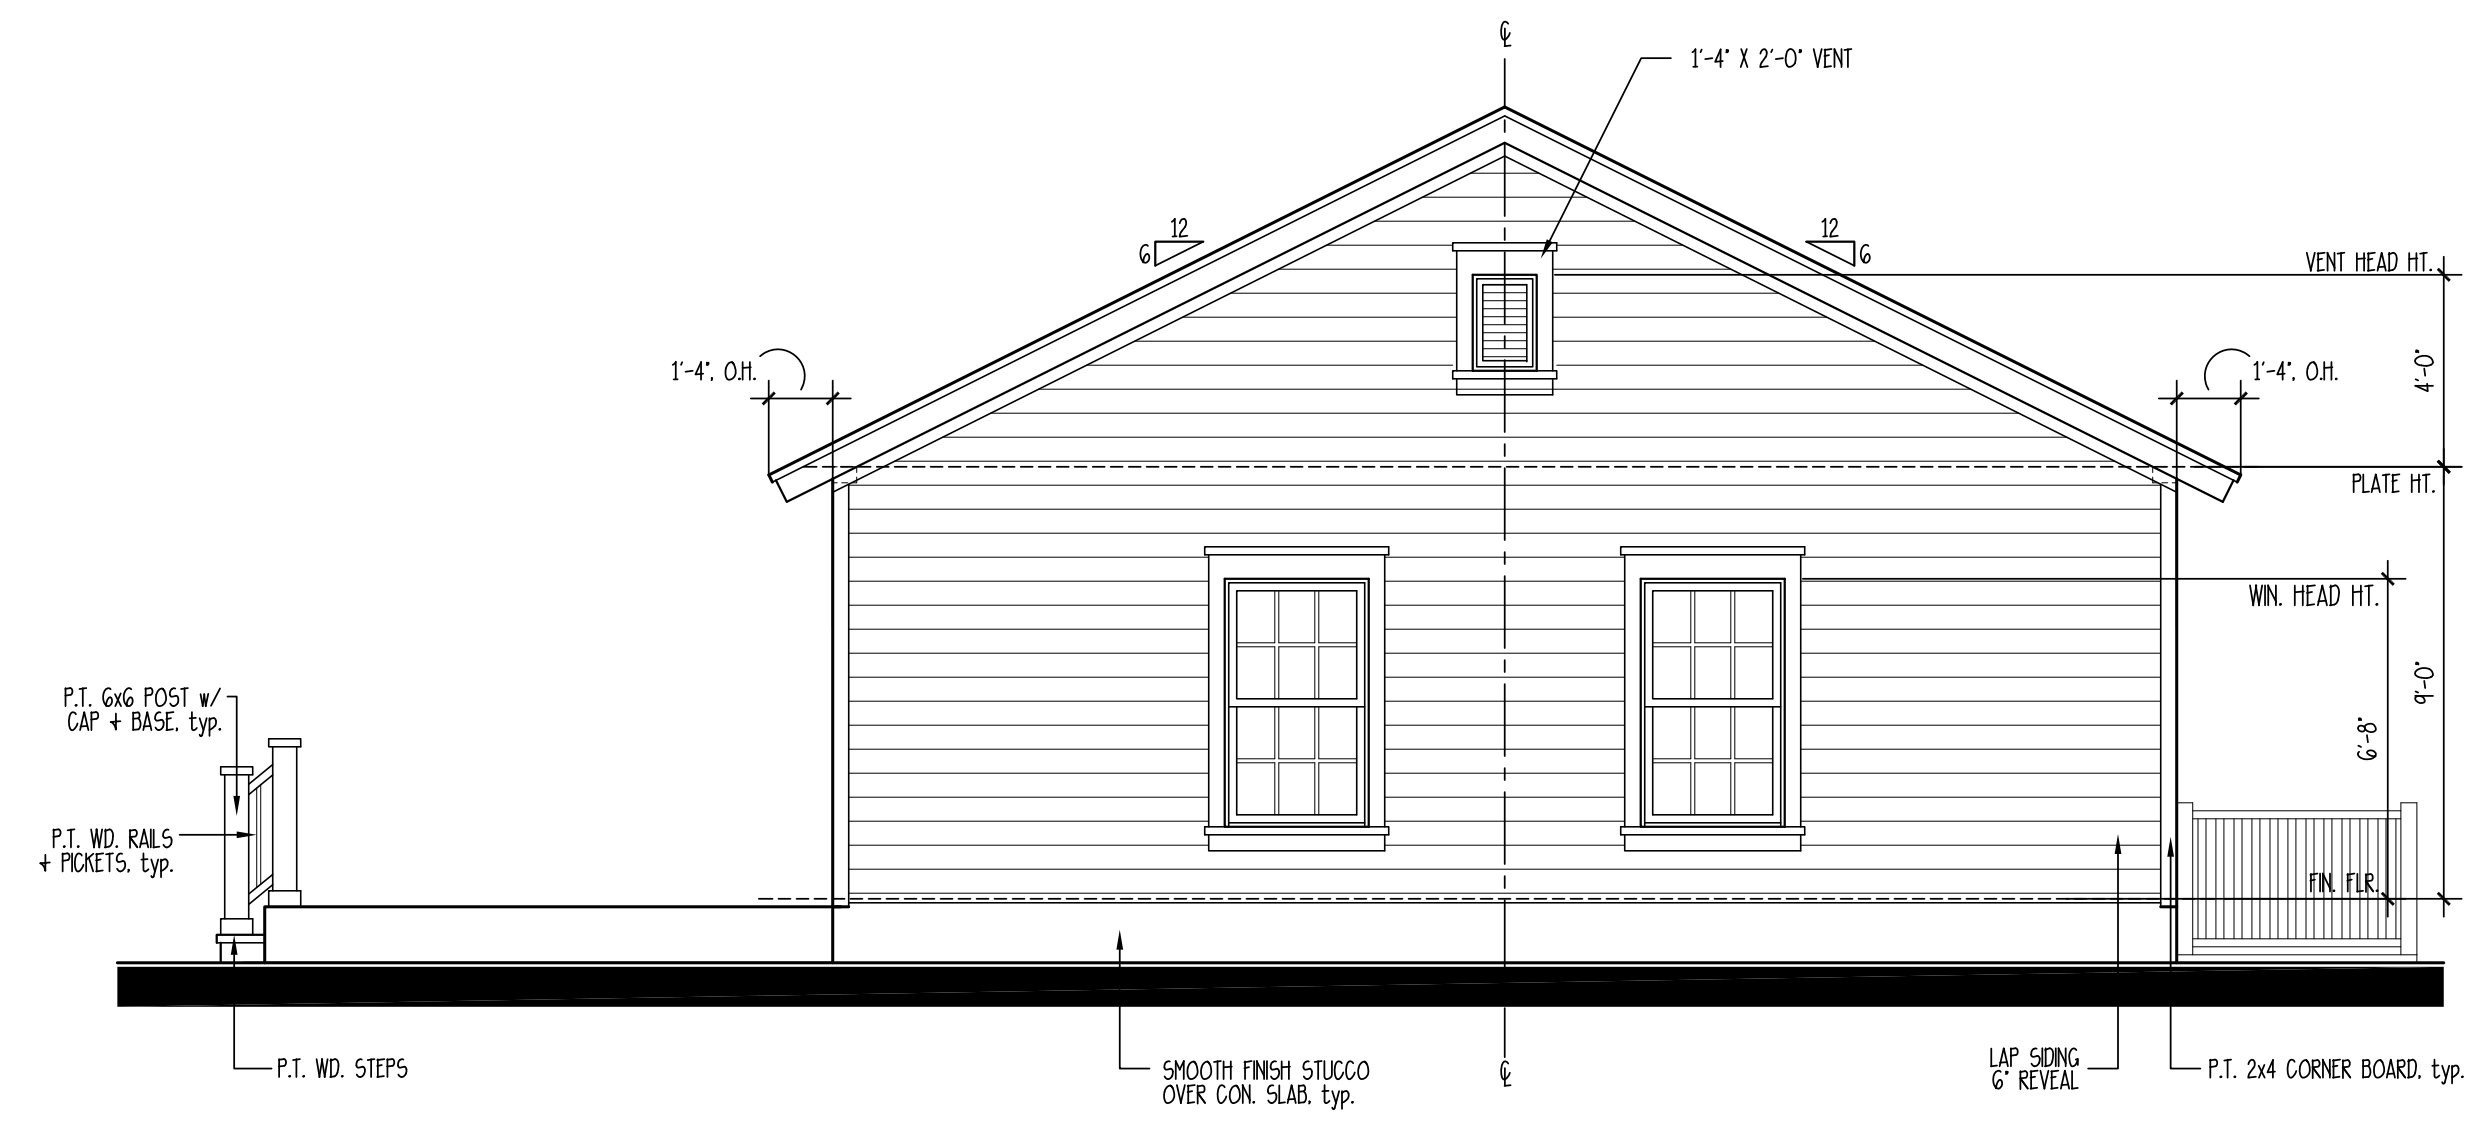 ℄
1'-4" X 2'-0" VENT
12
6
12
6
VENT HEAD HT.
1'-4", O.H.
1'-4", O.H.
4'-0"
PLATE HT.
WIN. HEAD HT.
9'-0"
6'-8"
P.T. 6x6 POST w/
CAP + BASE, typ.
P.T. WD. RAILS
+ PICKETS, typ.
FIN. FLR.
P.T. WD. STEPS
SMOOTH FINISH STUCCO
OVER CON. SLAB, typ.
℄
LAP SIDING
6" REVEAL
P.T. 2x4 CORNER BOARD, typ.